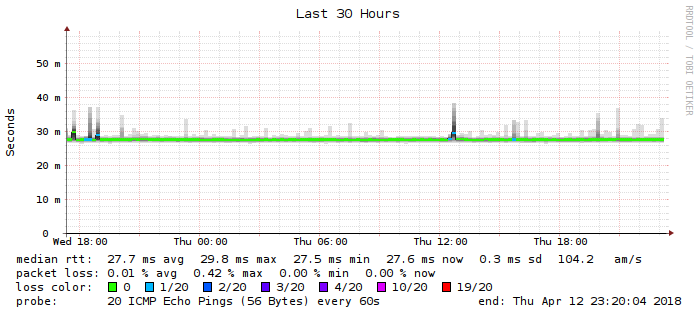 Last 30 Hours
RRDTOOL / TOBI OETIKER
Seconds
50 m
40 m
30 m
20 m
10 m
0
Wed 18:00 Thu 00:00 Thu 06:00 Thu 12:00 Thu 18:00
median rtt: 27.7 ms avg 29.8 ms max 27.5 ms min 27.6 ms now 0.3 ms sd 104.2 am/s
packet loss: 0.01 % avg 0.42 % max 0.00 % min 0.00 % now
loss color: 0 1/20 2/20 3/20 4/20 10/20 19/20
probe: 20 ICMP Echo Pings (56 Bytes) every 60s end: Thu Apr 12 23:20:04 2018